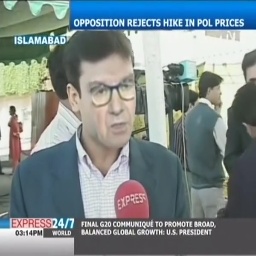 OPPOSITION REJECTS HIKE IN POL PRICES
ISLAMABAD
EXPRESS
EXPRESS 24/7
03:14PM WORLD
FINAL G20 COMMUNIQUÉ TO PROMOTE BROAD,
BALANCED GLOBAL GROWTH: U.S. PRESIDENT